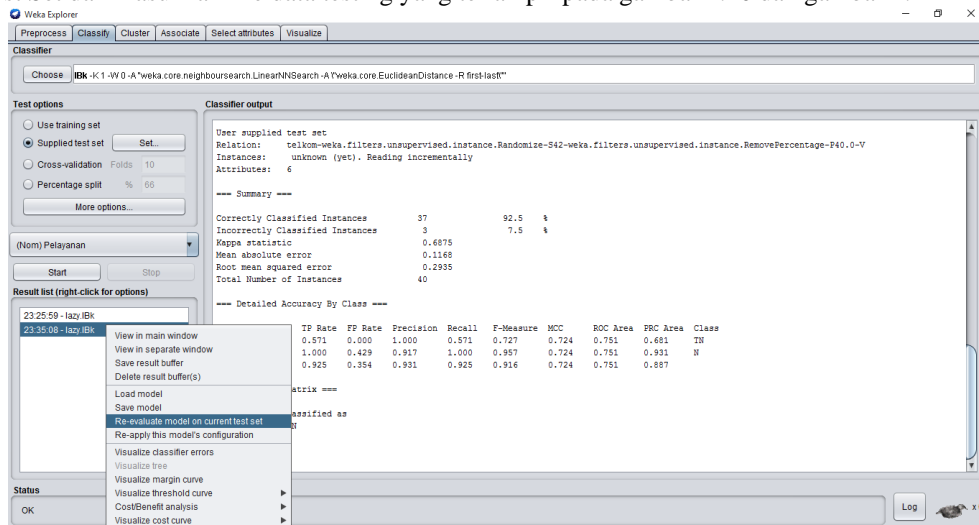 Weka Explorer
Preprocess Classify Cluster Associate Select attributes Visualize
Classifier
Choose IBk -K 1 -W 0 -A "weka.core.neighboursearch.LinearNNSearch -A \"weka.core.EuclideanDistance -R first-last\""
Test options
Use training set
Supplied test set Set...
Cross-validation Folds 10
Percentage split % 66
More options...
(Nom) Pelayanan
Start Stop
Result list (right-click for options)
23:25:59 - lazy.IBk
23:35:08 - lazy.IBk
View in main window
View in separate window
Save result buffer
Delete result buffer(s)
Load model
Save model
Re-evaluate model on current test set
Re-apply this model's configuration
Visualize classifier errors
Visualize tree
Visualize margin curve
Visualize threshold curve
Cost/Benefit analysis
Visualize cost curve
Classifier output
User supplied test set
Relation: telkom-weka.filters.unsupervised.instance.Randomize-S42-weka.filters.unsupervised.instance.RemovePercentage-P40.0-V
Instances: unknown (yet). Reading incrementally
Attributes: 6
=== Summary ===
Correctly Classified Instances 37 92.5 %
Incorrectly Classified Instances 3 7.5 %
Kappa statistic 0.6875
Mean absolute error 0.1168
Root mean squared error 0.2935
Total Number of Instances 40
=== Detailed Accuracy By Class ===
TP Rate FP Rate Precision Recall F-Measure MCC ROC Area PRC Area Class
0.571 0.000 1.000 0.571 0.727 0.724 0.751 0.681 TN
1.000 0.429 0.917 1.000 0.957 0.724 0.751 0.931 N
0.925 0.354 0.931 0.925 0.916 0.724 0.751 0.887
atrix ===
assified as
N
Status
OK
Log
x